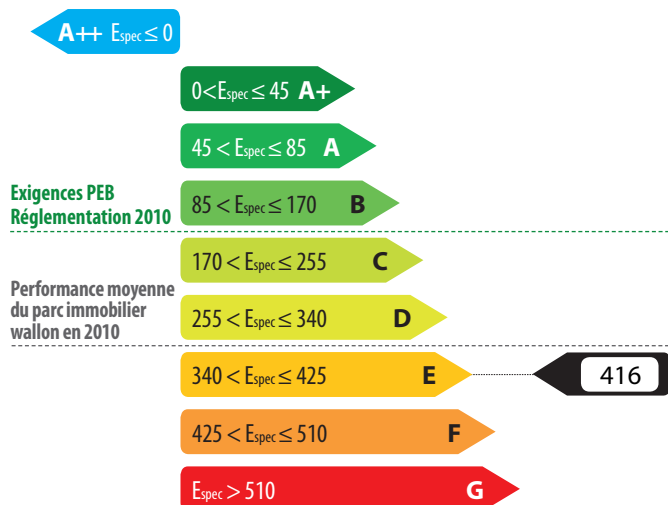 A++ Espec ≤ 0
0<Espec ≤ 45 A+
45 < Espec ≤ 85 A
Exigences PEB
Réglementation 2010
85 < Espec ≤ 170 B
170 < Espec ≤ 255 C
Performance moyenne
du parc immobilier
wallon en 2010
255 < Espec ≤ 340 D
340 < Espec ≤ 425 E
416
425 < Espec ≤ 510 F
Espec > 510 G